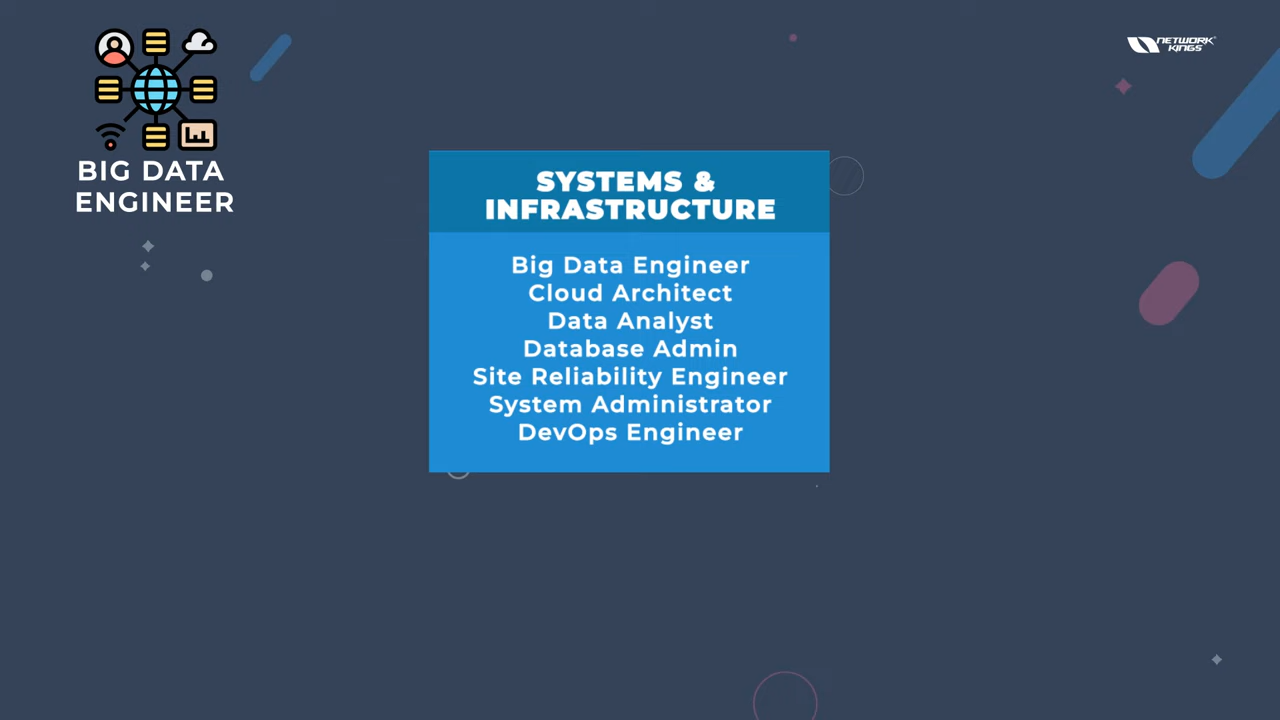 BIG DATA
ENGINEER
NETWORK
KINGS
SYSTEMS &
INFRASTRUCTURE
Big Data Engineer
Cloud Architect
Data Analyst
Database Admin
Site Reliability Engineer
System Administrator
DevOps Engineer